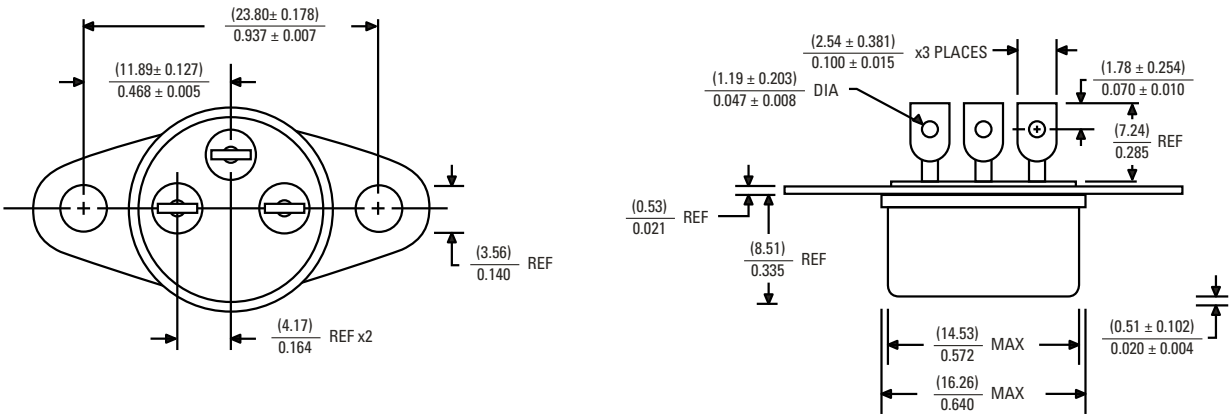 (23.80± 0.178)
0.937 ± 0.007
(11.89± 0.127)
0.468 ± 0.005
(3.56)
0.140
REF
(4.17)
0.164
REF x2
(2.54 ± 0.381)
0.100 ± 0.015
x3 PLACES
(1.19 ± 0.203)
0.047 ± 0.008
DIA
(1.78 ± 0.254)
0.070 ± 0.010
(7.24)
0.285
REF
(0.53)
0.021
REF
(8.51)
0.335
REF
(14.53)
0.572
MAX
(0.51 ± 0.102)
0.020 ± 0.004
(16.26)
0.640
MAX